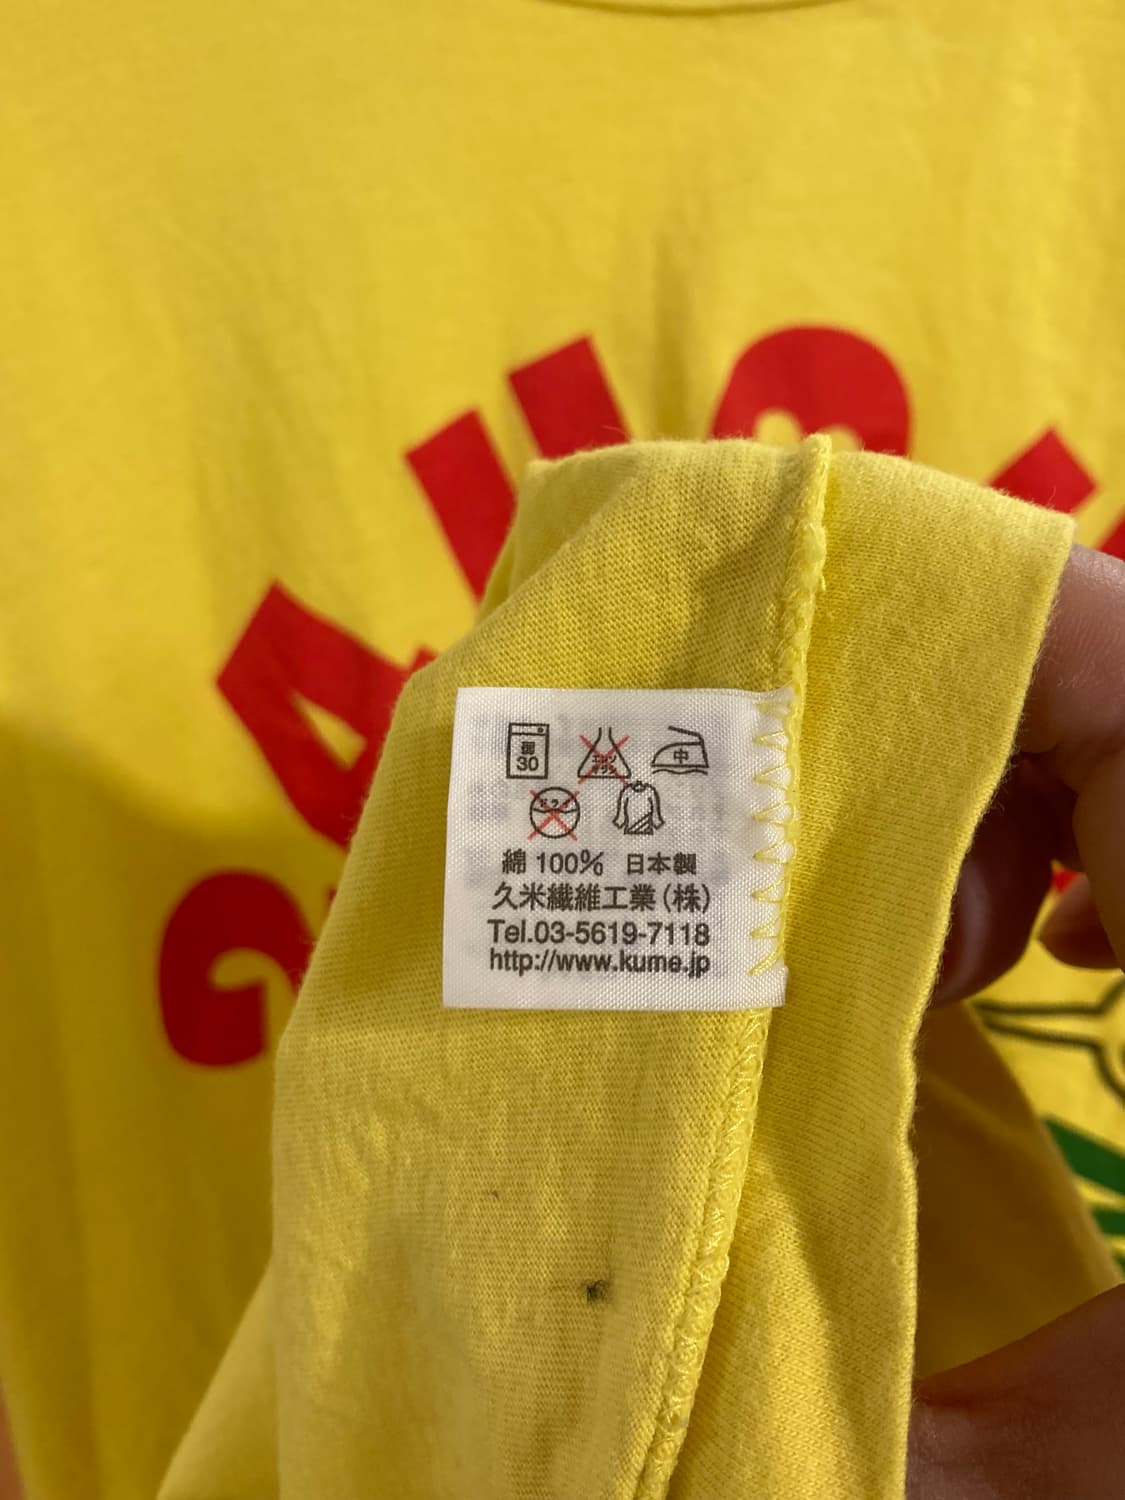 御
30
中
綿 100% 日本製
久米繊維工業(株)
Tel.03-5619-7118
http://www.kume.jp